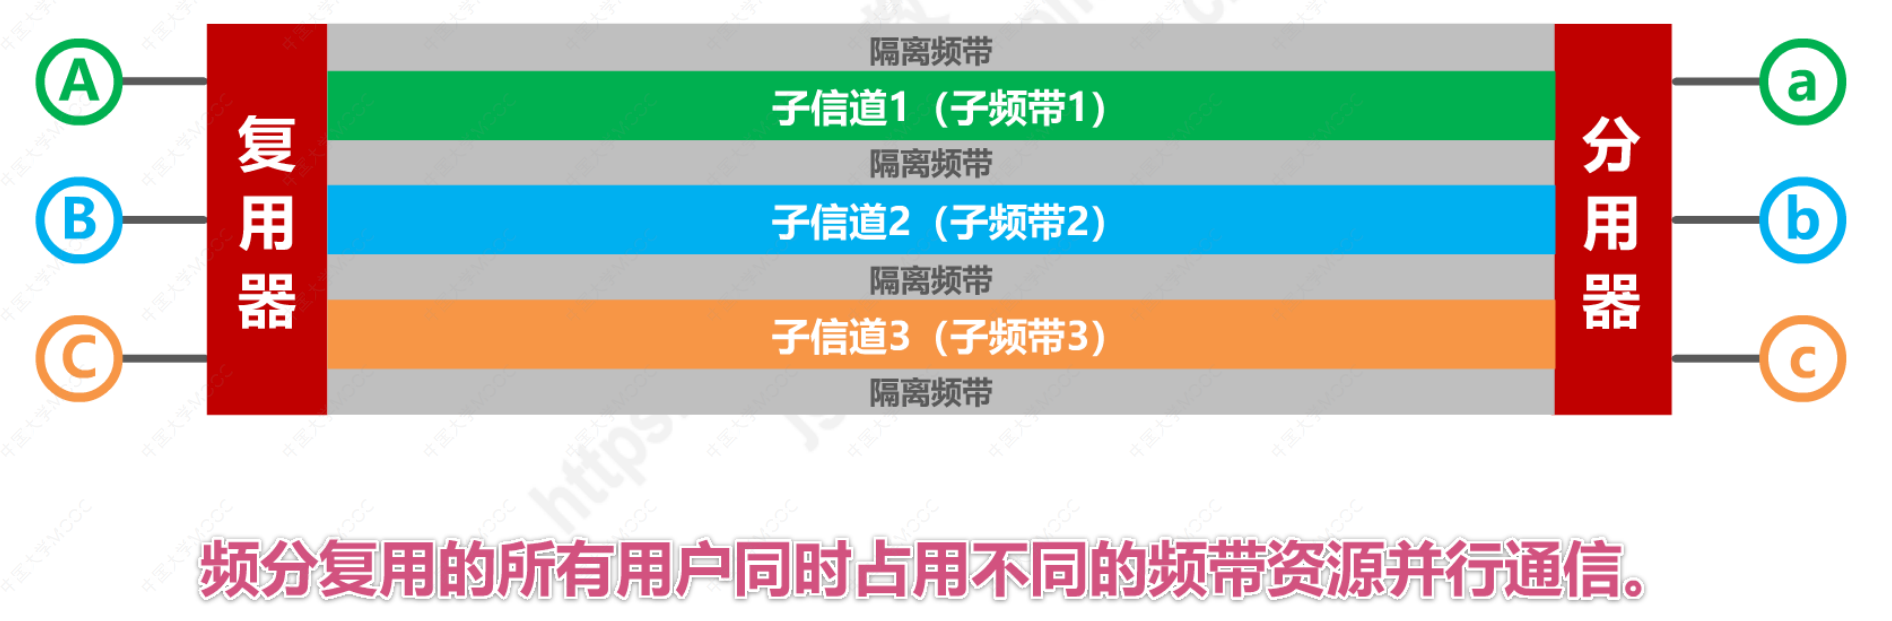 隔离频带
A
子信道1（子频带1）
a
复用器
分用器
隔离频带
B
子信道2（子频带2）
b
隔离频带
C
子信道3（子频带3）
c
隔离频带
https
频分复用的所有用户同时占用不同的频带资源并行通信。